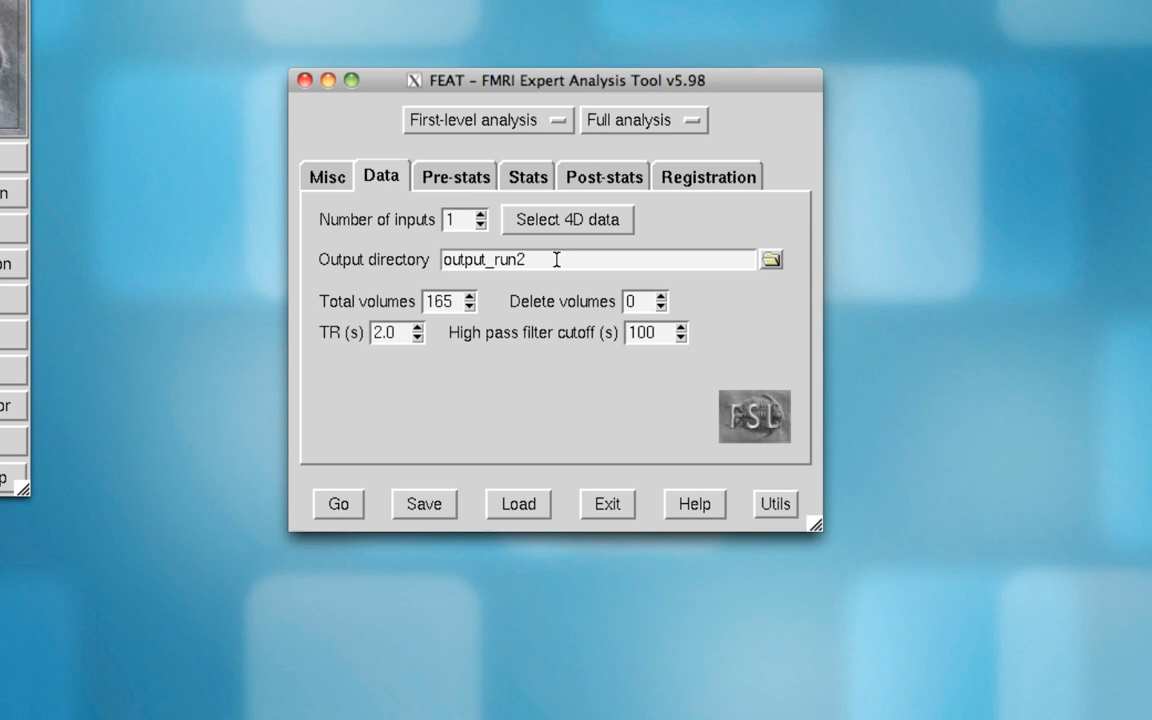 X FEAT - FMRI Expert Analysis Tool v5.98
First-level analysis Full analysis
Misc Data Pre-stats Stats Post-stats Registration
Number of inputs 1 Select 4D data
Output directory output_run2
Total volumes 165 Delete volumes 0
TR (s) 2.0 High pass filter cutoff (s) 100
FSL
Go Save Load Exit Help Utils